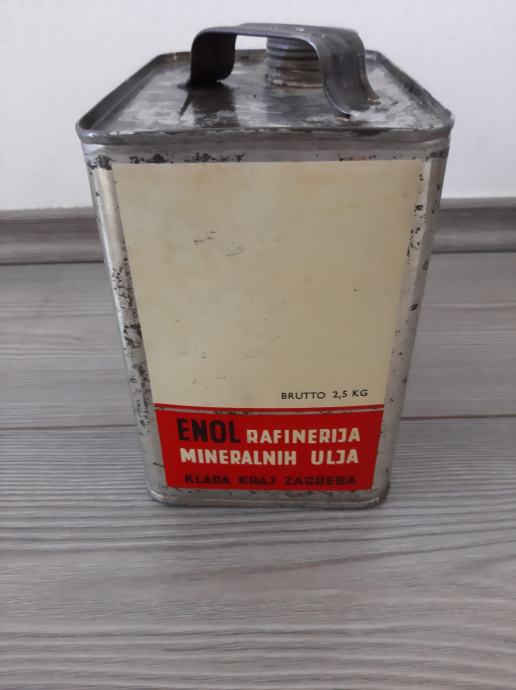 BRUTTO 2,5 KG
ENOL RAFINERIJA
MINERALNIH ULJA
KLARA KRAJ ZAGREBA